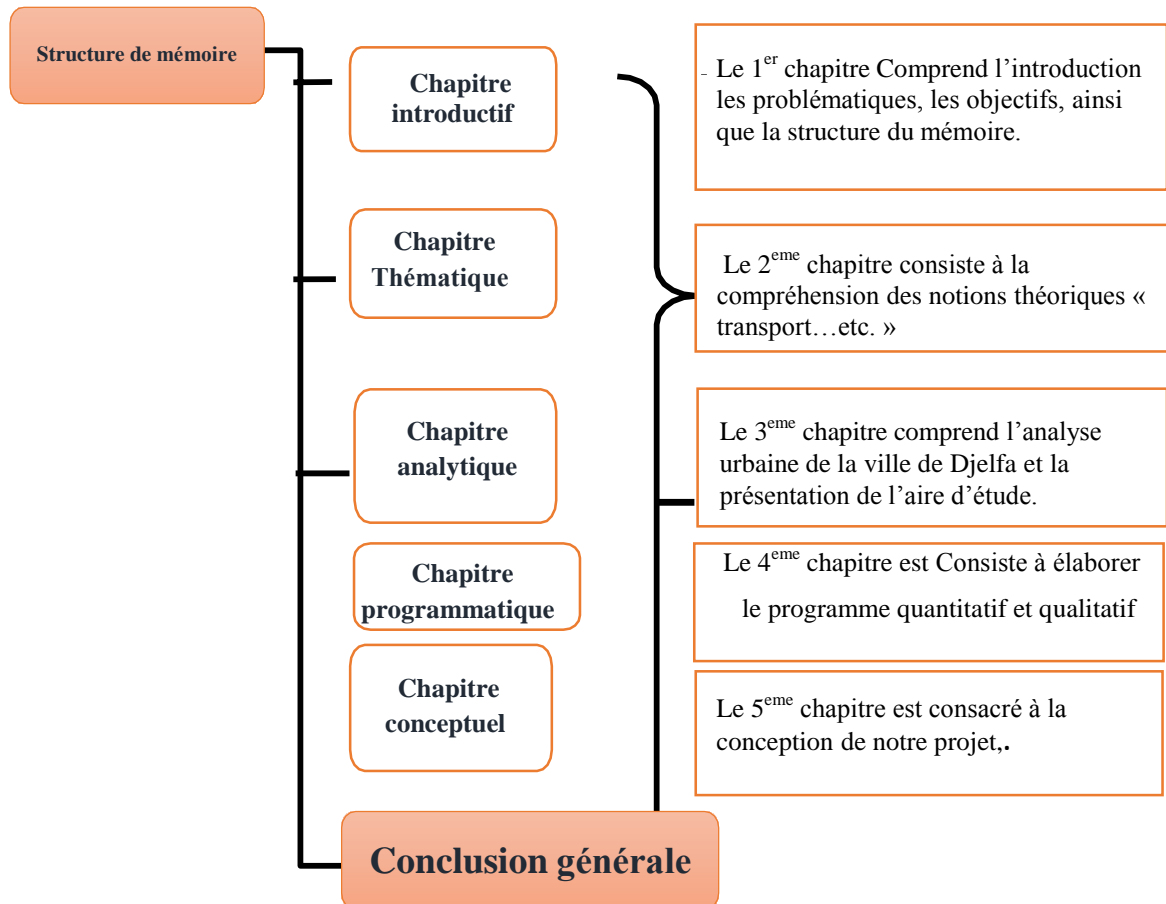 Structure de mémoire
Chapitre
introductif
- Le 1er chapitre Comprend l’introduction
les problématiques, les objectifs, ainsi
que la structure du mémoire.
Chapitre
Thématique
Le 2eme chapitre consiste à la
compréhension des notions théoriques «
transport…etc. »
Chapitre
analytique
Le 3eme chapitre comprend l’analyse
urbaine de la ville de Djelfa et la
présentation de l’aire d’étude.
Chapitre
programmatique
Le 4eme chapitre est Consiste à élaborer
le programme quantitatif et qualitatif
Chapitre
conceptuel
Le 5eme chapitre est consacré à la
conception de notre projet,.
Conclusion générale